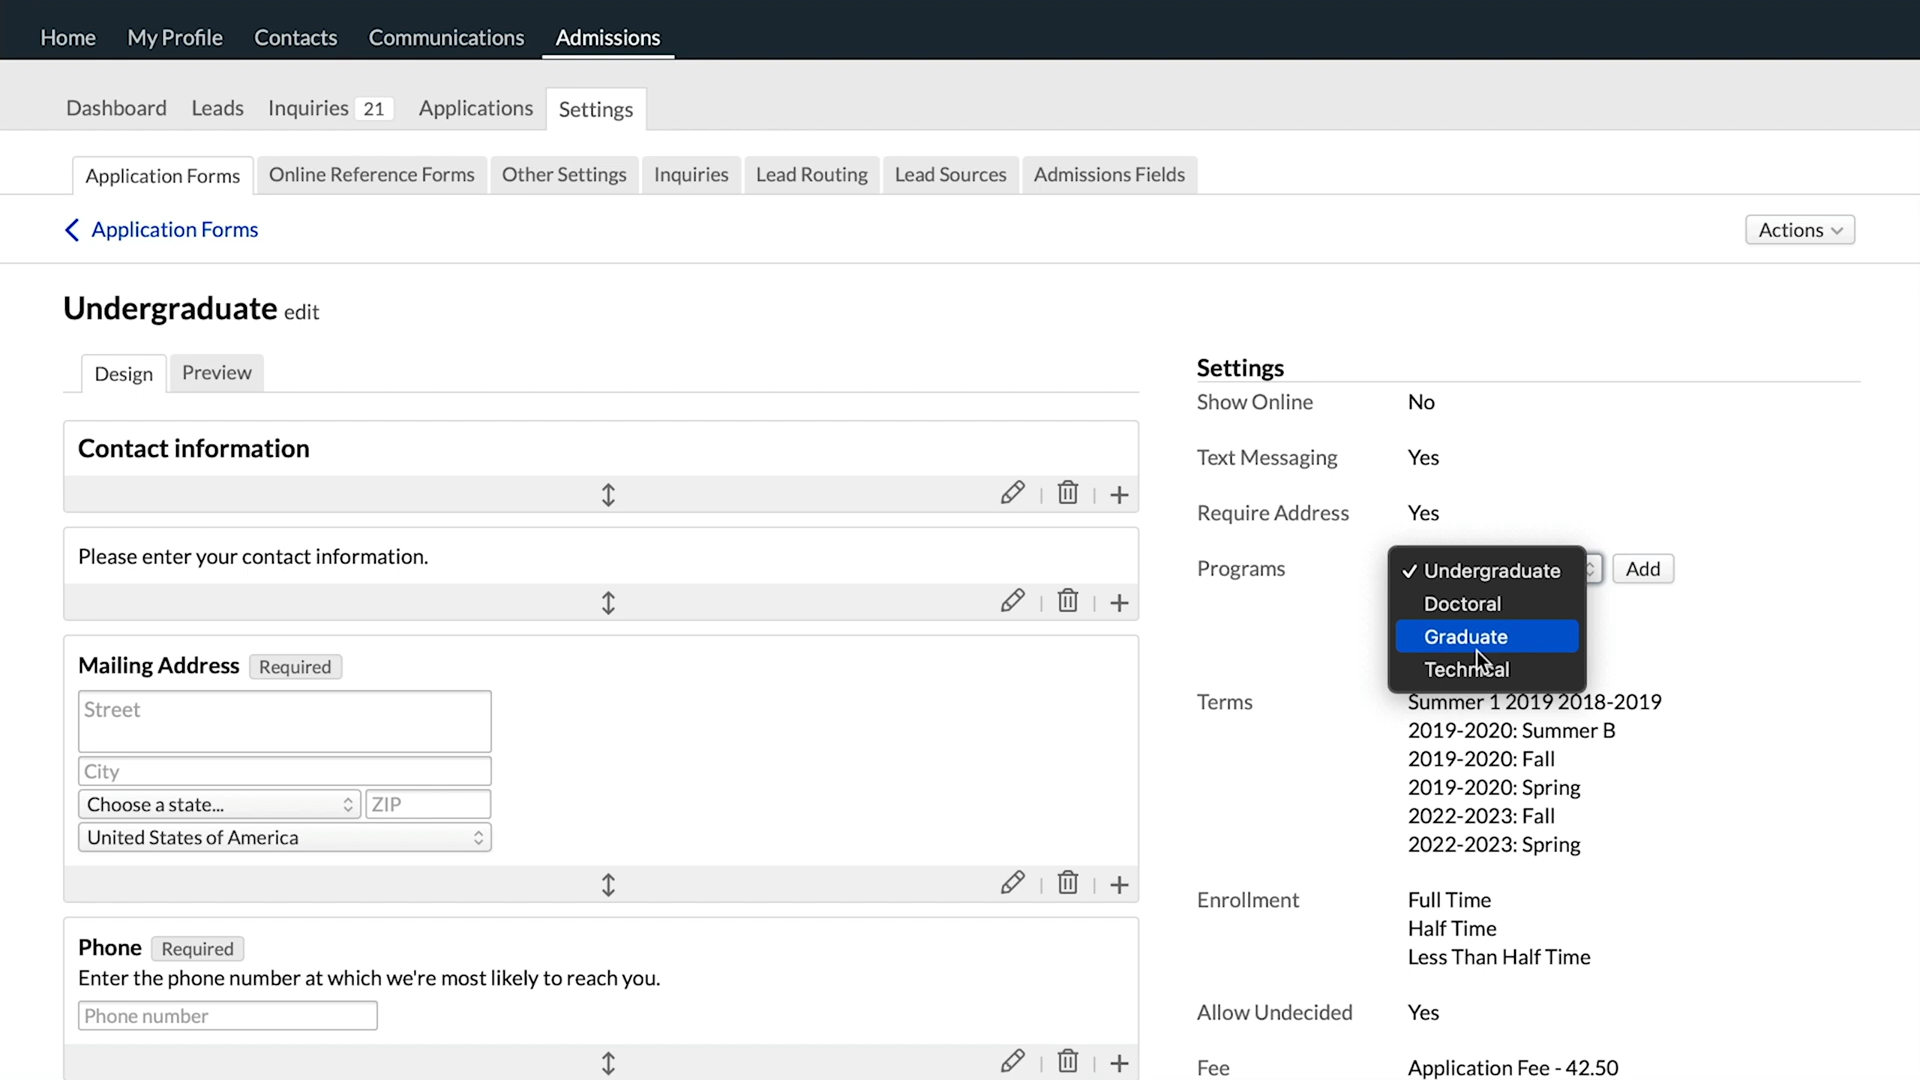 Home My Profile Contacts Communications Admissions
Dashboard Leads Inquiries 21 Applications Settings
Application Forms Online Reference Forms Other Settings Inquiries Lead Routing Lead Sources Admissions Fields
Application Forms Actions
Undergraduate edit
Design Preview
Contact information
Please enter your contact information.
Mailing Address Required
Street
City
Choose a state... ZIP
United States of America
Phone Required
Enter the phone number at which we're most likely to reach you.
Phone number
Settings
Show Online No
Text Messaging Yes
Require Address Yes
Programs Undergraduate Add
Doctoral
Graduate
Technical
Terms Summer 1 2019 2018-2019
2019-2020: Summer B
2019-2020: Fall
2019-2020: Spring
2022-2023: Fall
2022-2023: Spring
Enrollment Full Time
Half Time
Less Than Half Time
Allow Undecided Yes
Fee Application Fee - 42.50